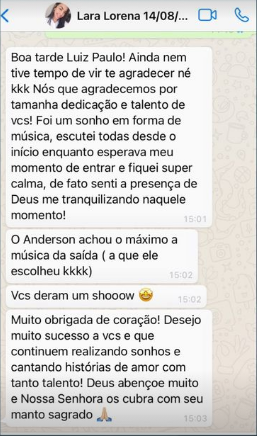 Lara Lorena 14/08/...
Boa tarde Luiz Paulo! Ainda nem
tive tempo de vir te agradecer né
kkk Nós que agradecemos por
tamanha dedicação e talento de
vcs! Foi um sonho em forma de
música, escutei todas desde o
início enquanto esperava meu
momento de entrar e fiquei super
calma, de fato senti a presença de
Deus me tranquilizando naquele
momento!
15:01
O Anderson achou o máximo a
música da saída ( a que ele
escolheu kkkk)
15:02
Vcs deram um shooow 🤩
15:02
Muito obrigada de coração! Desejo
muito sucesso a vcs e que
continuem realizando sonhos e
cantando histórias de amor com
tanto talento! Deus abençoe muito
e Nossa Senhora os cubra com seu
manto sagrado 🙏🏼
15:03